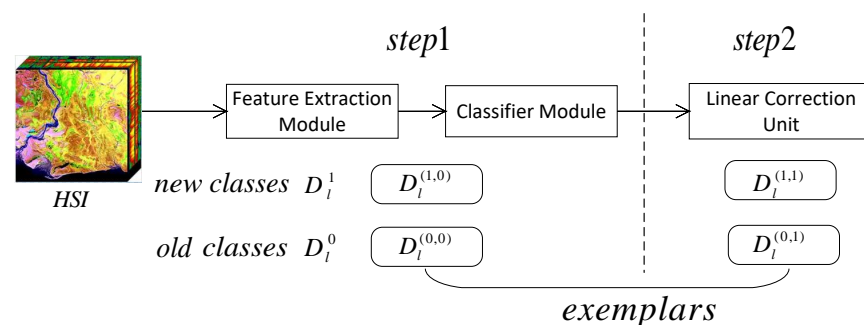 step1
step2
Feature Extraction
Module
Classifier Module
Linear Correction
Unit
HSI
new classes D_l^1
D_l^{(1,0)}
D_l^{(1,1)}
old classes D_l^0
D_l^{(0,0)}
D_l^{(0,1)}
exemplars